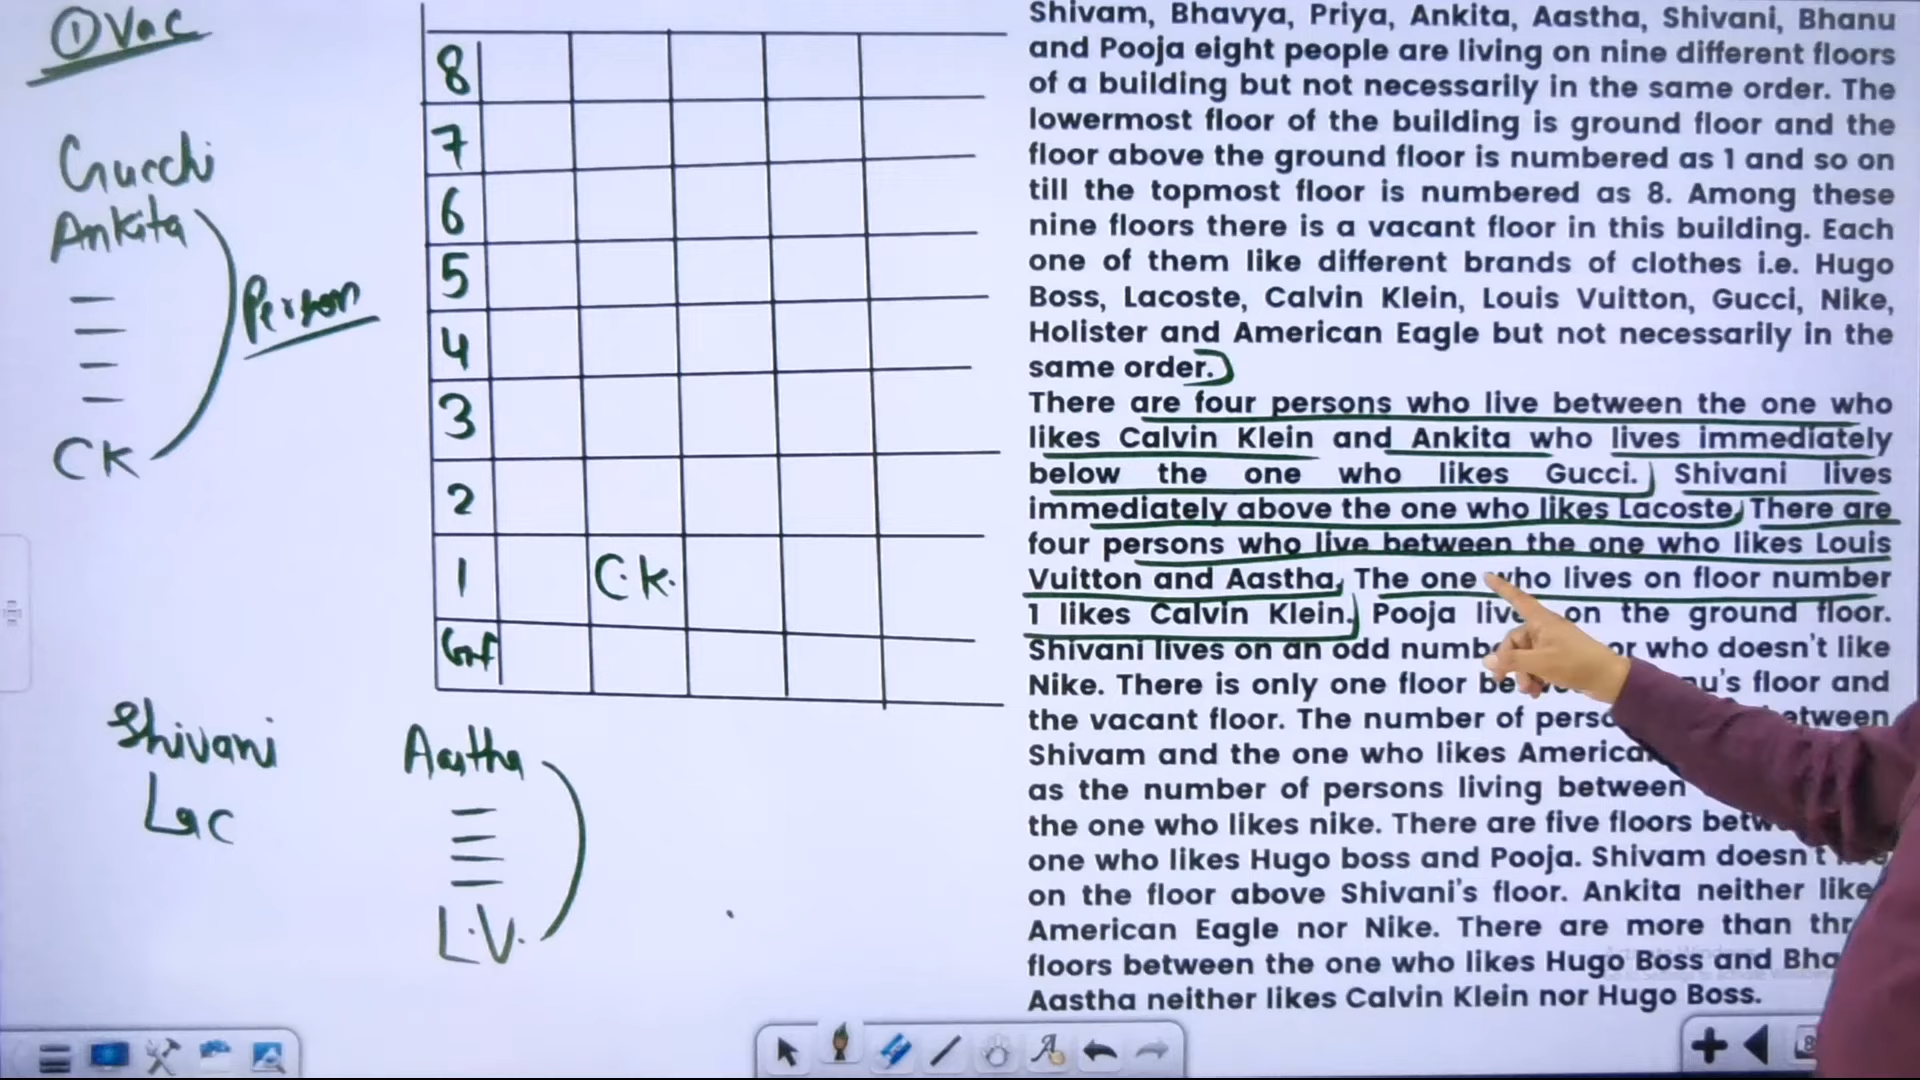 ① Vac
Gucchi
Ankita
Person
CK
8
7
6
5
4
3
2
1 C.K.
Grf
Shivani
Lac
Aastha
L.V.
Shivam, Bhavya, Priya, Ankita, Aastha, Shivani, Bhanu
and Pooja eight people are living on nine different floors
of a building but not necessarily in the same order. The
lowermost floor of the building is ground floor and the
floor above the ground floor is numbered as 1 and so on
till the topmost floor is numbered as 8. Among these
nine floors there is a vacant floor in this building. Each
one of them like different brands of clothes i.e. Hugo
Boss, Lacoste, Calvin Klein, Louis Vuitton, Gucci, Nike,
Holister and American Eagle but not necessarily in the
same order.
There are four persons who live between the one who
likes Calvin Klein and Ankita who lives immediately
below the one who likes Gucci. Shivani lives
immediately above the one who likes Lacoste. There are
four persons who live between the one who likes Louis
Vuitton and Aastha. The one who lives on floor number
1 likes Calvin Klein. Pooja on the ground floor.
Shivani lives on an odd who doesn't like
Nike. There is only one floor floor and
the vacant floor. The number of
Shivam and the one who likes
as the number of persons living between
the one who likes nike. There are five floors
one who likes Hugo boss and Pooja. Shivam
on the floor above Shivani's floor. Ankita neither
American Eagle nor Nike. There are more than
floors between the one who likes Hugo Boss and
Aastha neither likes Calvin Klein nor Hugo Boss.